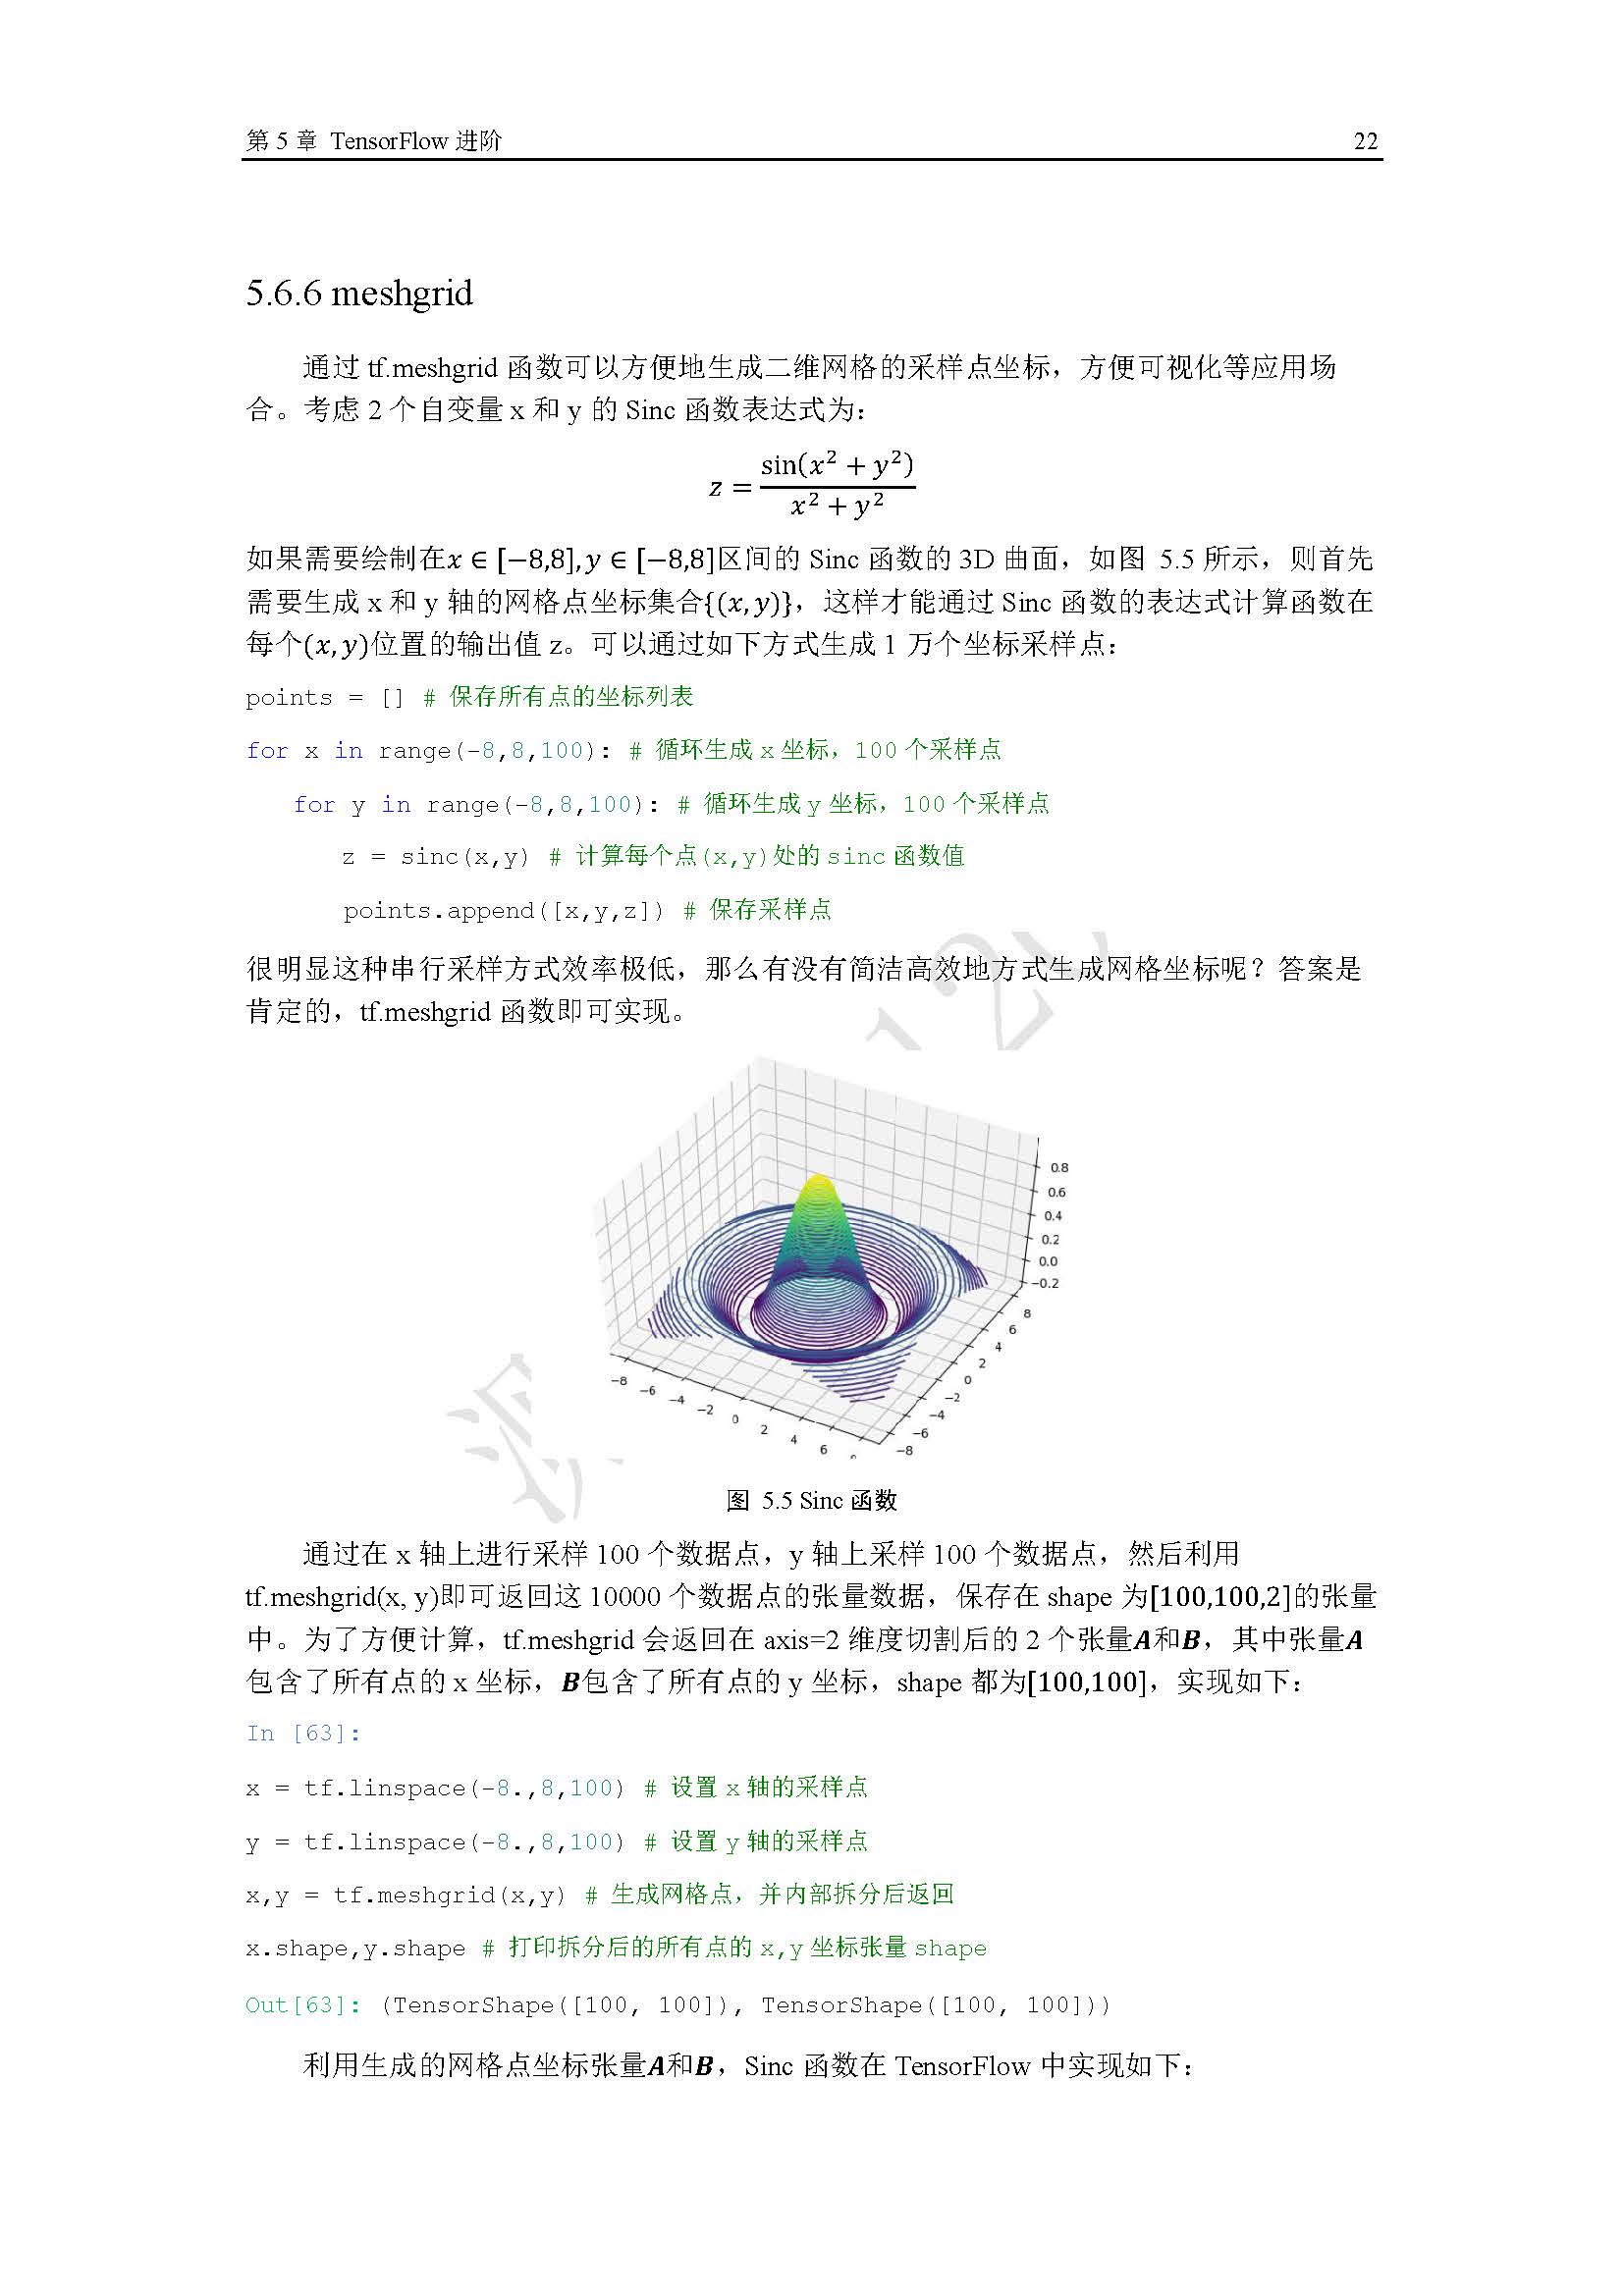 第 5 章 TensorFlow 进阶 22
5.6.6 meshgrid
通过 tf.meshgrid 函数可以方便地生成二维网格的采样点坐标，方便可视化等应用场
合。考虑 2 个自变量 x 和 y 的 Sinc 函数表达式为：
z = sin(x² + y²) / (x² + y²)
如果需要绘制在x ∈ [−8,8], y ∈ [−8,8]区间的 Sinc 函数的 3D 曲面，如图 5.5 所示，则首先
需要生成 x 和 y 轴的网格点坐标集合{(x, y)}，这样才能通过 Sinc 函数的表达式计算函数在
每个(x, y)位置的输出值 z。可以通过如下方式生成 1 万个坐标采样点：
points = [] # 保存所有点的坐标列表
for x in range(-8,8,100): # 循环生成 x 坐标，100 个采样点
for y in range(-8,8,100): # 循环生成 y 坐标，100 个采样点
z = sinc(x,y) # 计算每个点(x,y)处的 sinc 函数值
points.append([x,y,z]) # 保存采样点
很明显这种串行采样方式效率极低，那么有没有简洁高效地方式生成网格坐标呢？答案是
肯定的，tf.meshgrid 函数即可实现。
0.8
0.6
0.4
0.2
0.0
−0.2
8
6
4
2
0
−2
−4
−6
−8
−8
−6
−4
−2
0
2
4
6
图 5.5 Sinc 函数
通过在 x 轴上进行采样 100 个数据点，y 轴上采样 100 个数据点，然后利用
tf.meshgrid(x, y)即可返回这 10000 个数据点的张量数据，保存在 shape 为[100,100,2]的张量
中。为了方便计算，tf.meshgrid 会返回在 axis=2 维度切割后的 2 个张量A和B，其中张量A
包含了所有点的 x 坐标，B包含了所有点的 y 坐标，shape 都为[100,100]，实现如下：
In [63]:
x = tf.linspace(-8.,8,100) # 设置 x 轴的采样点
y = tf.linspace(-8.,8,100) # 设置 y 轴的采样点
x,y = tf.meshgrid(x,y) # 生成网格点，并内部拆分后返回
x.shape,y.shape # 打印拆分后的所有点的 x,y 坐标张量 shape
Out[63]: (TensorShape([100, 100]), TensorShape([100, 100]))
利用生成的网格点坐标张量A和B，Sinc 函数在 TensorFlow 中实现如下：